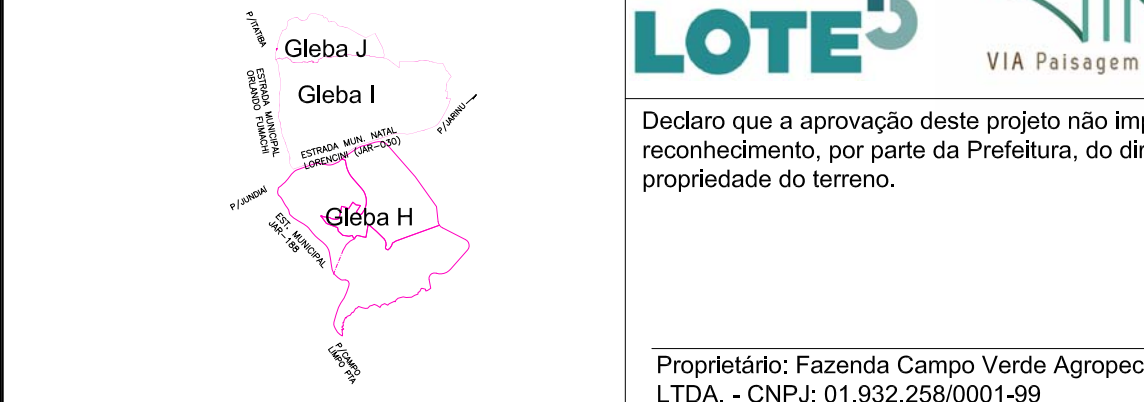 P/ITATIBA
Gleba J
ESTRADA MUNICIPAL
ORLANDO FUMACHI
Gleba I
P/JARINU
ESTRADA MUN. NATAL
LORENCINI (JAR-030)
P/JUNDIAÍ
Gleba H
EST. MUNICIPAL
JAR-188
P/CAMPO
LIMPO PTA
LOTE5
VIA Paisagem
Declaro que a aprovação deste projeto não imp
reconhecimento, por parte da Prefeitura, do dir
propriedade do terreno.
Proprietário: Fazenda Campo Verde Agropec
LTDA. - CNPJ: 01.932.258/0001-99